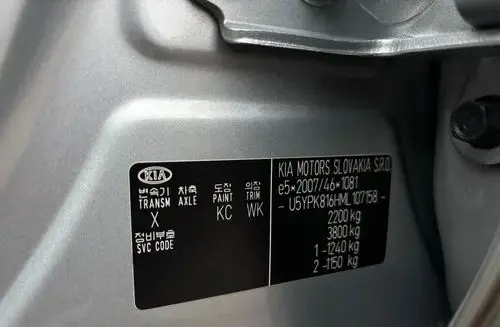 KIA
변속기 차축 도장 의장
TRANSM AXLE PAINT TRIM
X KC WK
정비부호
SVC CODE
KIA MOTORS SLOVAKIA S.R.O.
e5*2007/46*1081
- U5YPK816HML107158 -
2200 kg
3800 kg
1-1240 kg
2-1150 kg